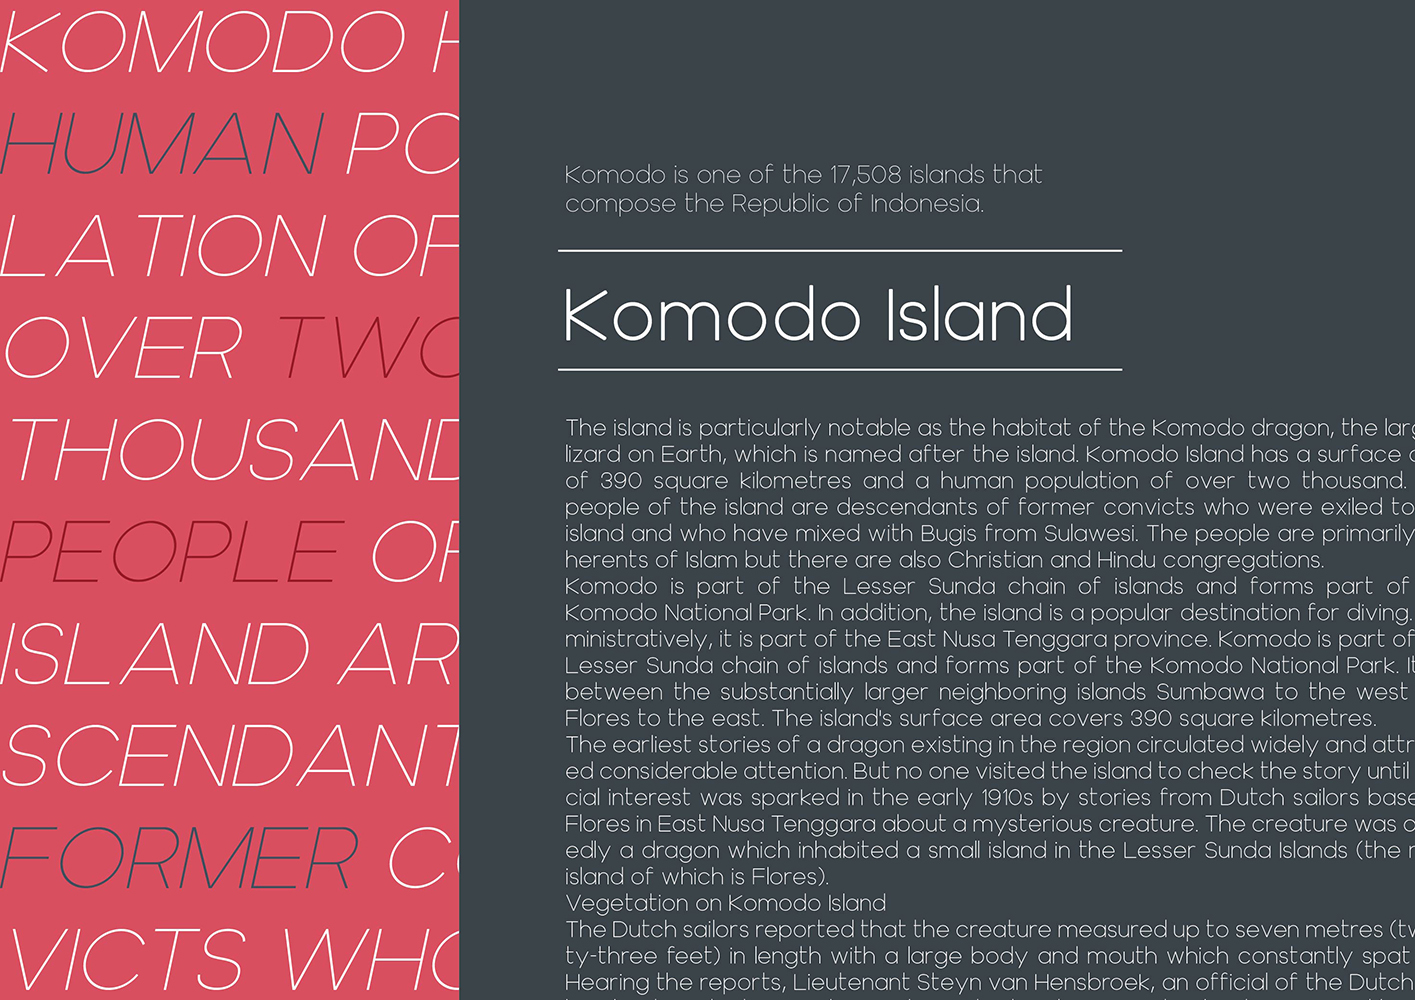 KOMODO H
HUMAN PO
LATION OF
OVER TWO
THOUSAND
PEOPLE OF
ISLAND AR
SCENDANT
FORMER CO
VICTS WHO
Komodo is one of the 17,508 islands that
compose the Republic of Indonesia.
Komodo Island
The island is particularly notable as the habitat of the Komodo dragon, the larg
lizard on Earth, which is named after the island. Komodo Island has a surface a
of 390 square kilometres and a human population of over two thousand.
people of the island are descendants of former convicts who were exiled to
island and who have mixed with Bugis from Sulawesi. The people are primarily
herents of Islam but there are also Christian and Hindu congregations.
Komodo is part of the Lesser Sunda chain of islands and forms part of
Komodo National Park. In addition, the island is a popular destination for diving.
ministratively, it is part of the East Nusa Tenggara province. Komodo is part of
Lesser Sunda chain of islands and forms part of the Komodo National Park. It
between the substantially larger neighboring islands Sumbawa to the west
Flores to the east. The island's surface area covers 390 square kilometres.
The earliest stories of a dragon existing in the region circulated widely and attr
ed considerable attention. But no one visited the island to check the story until
cial interest was sparked in the early 1910s by stories from Dutch sailors base
Flores in East Nusa Tenggara about a mysterious creature. The creature was a
edly a dragon which inhabited a small island in the Lesser Sunda Islands (the m
island of which is Flores).
Vegetation on Komodo Island
The Dutch sailors reported that the creature measured up to seven metres (tw
ty-three feet) in length with a large body and mouth which constantly spat
Hearing the reports, Lieutenant Steyn van Hensbroek, an official of the Dutch